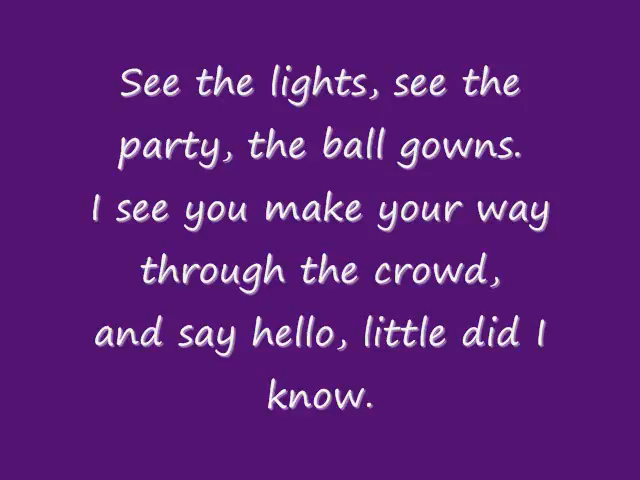 See the lights, see the
party, the ball gowns.
I see you make your way
through the crowd,
and say hello, little did I
know.